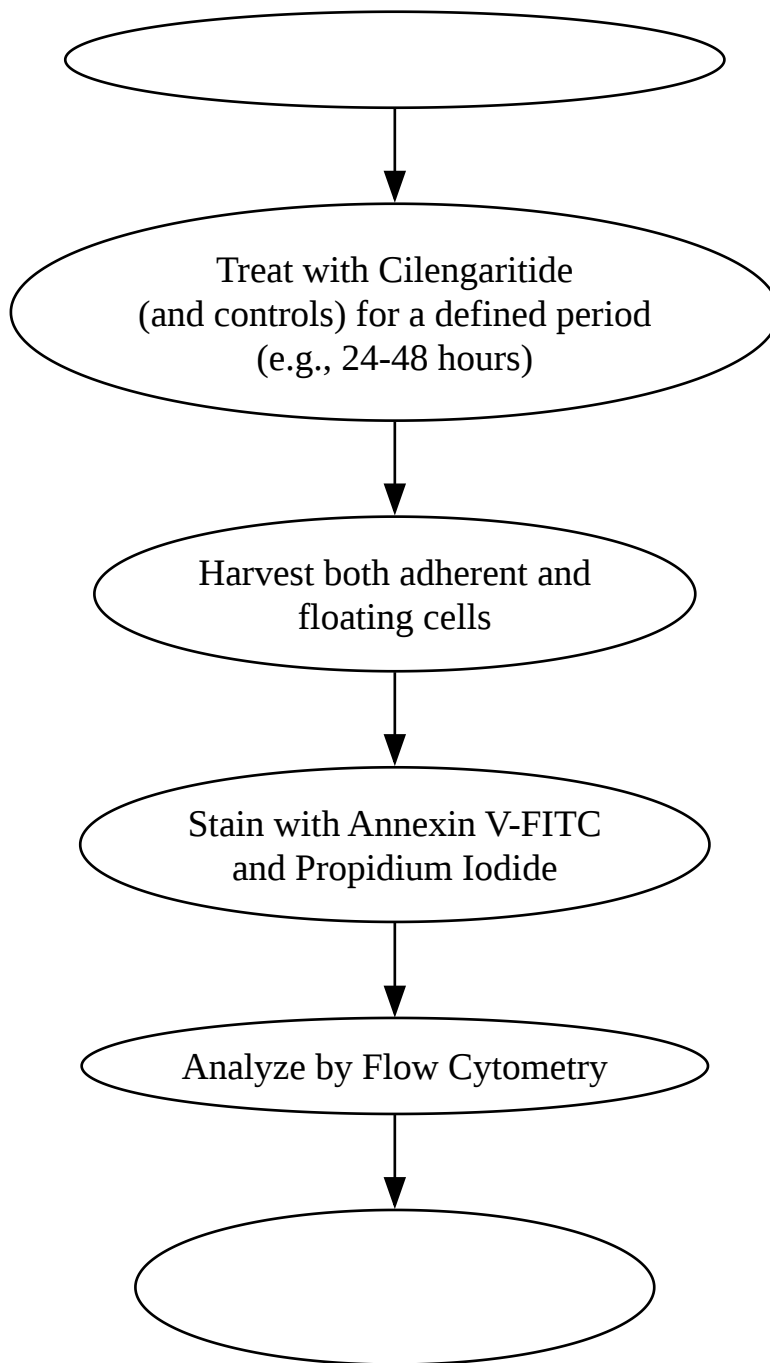 Treat with Cilengaritide
(and controls) for a defined period
(e.g., 24-48 hours)
Harvest both adherent and
floating cells
Stain with Annexin V-FITC
and Propidium Iodide
Analyze by Flow Cytometry